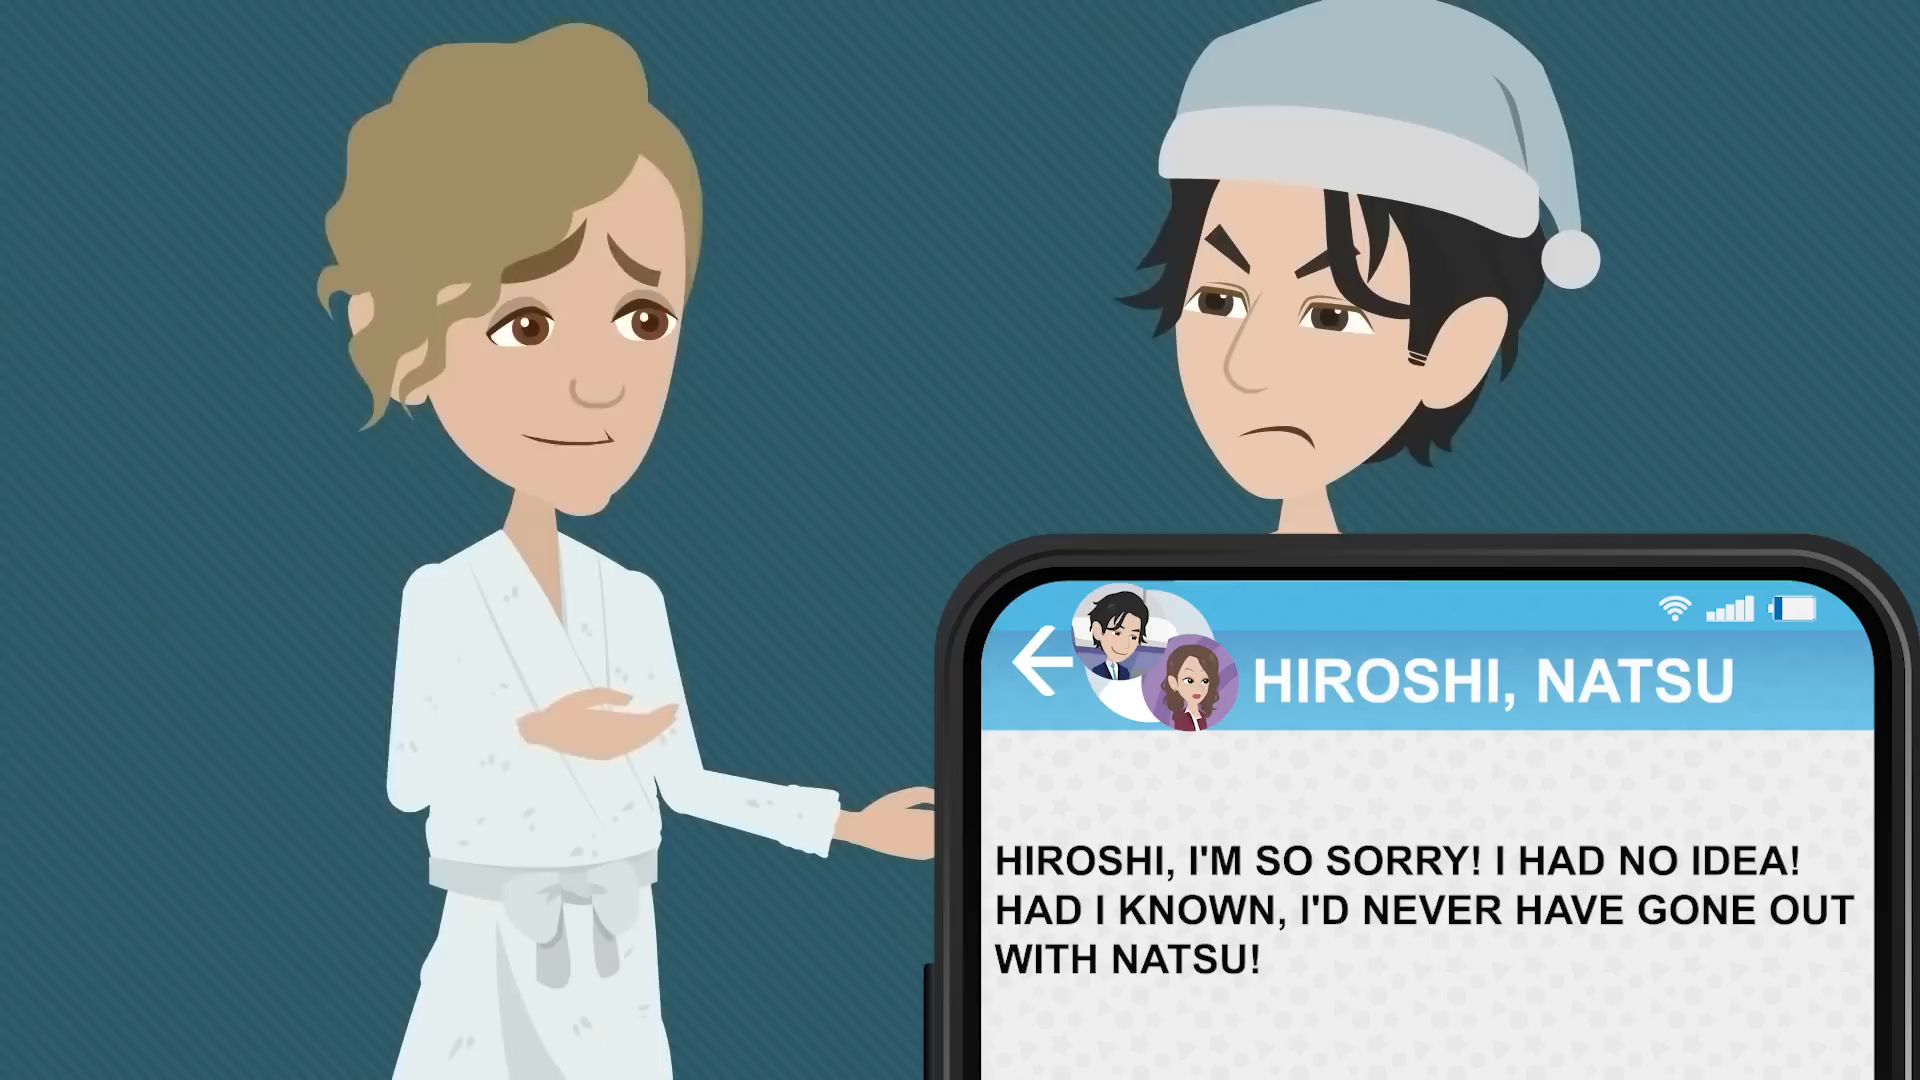 HIROSHI, NATSU
HIROSHI, I'M SO SORRY! I HAD NO IDEA!
HAD I KNOWN, I'D NEVER HAVE GONE OUT
WITH NATSU!